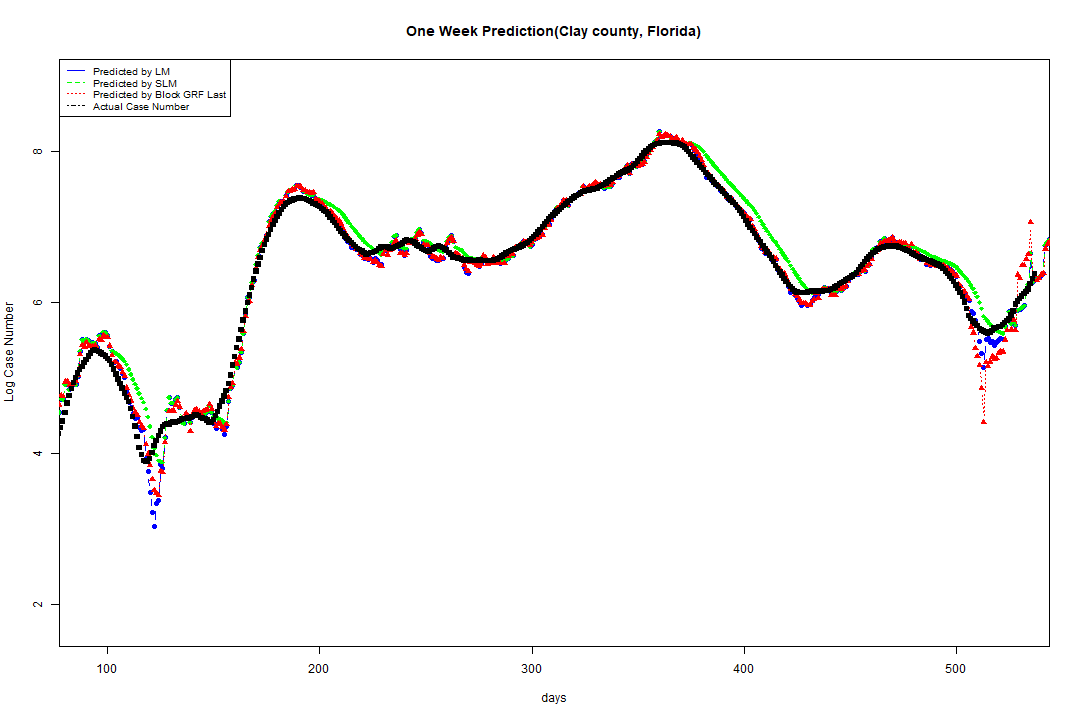 One Week Prediction(Clay county, Florida)
Predicted by LM
Predicted by SLM
Predicted by Block GRF Last
Actual Case Number
8
6
4
2
Log Case Number
100 200 300 400 500
days